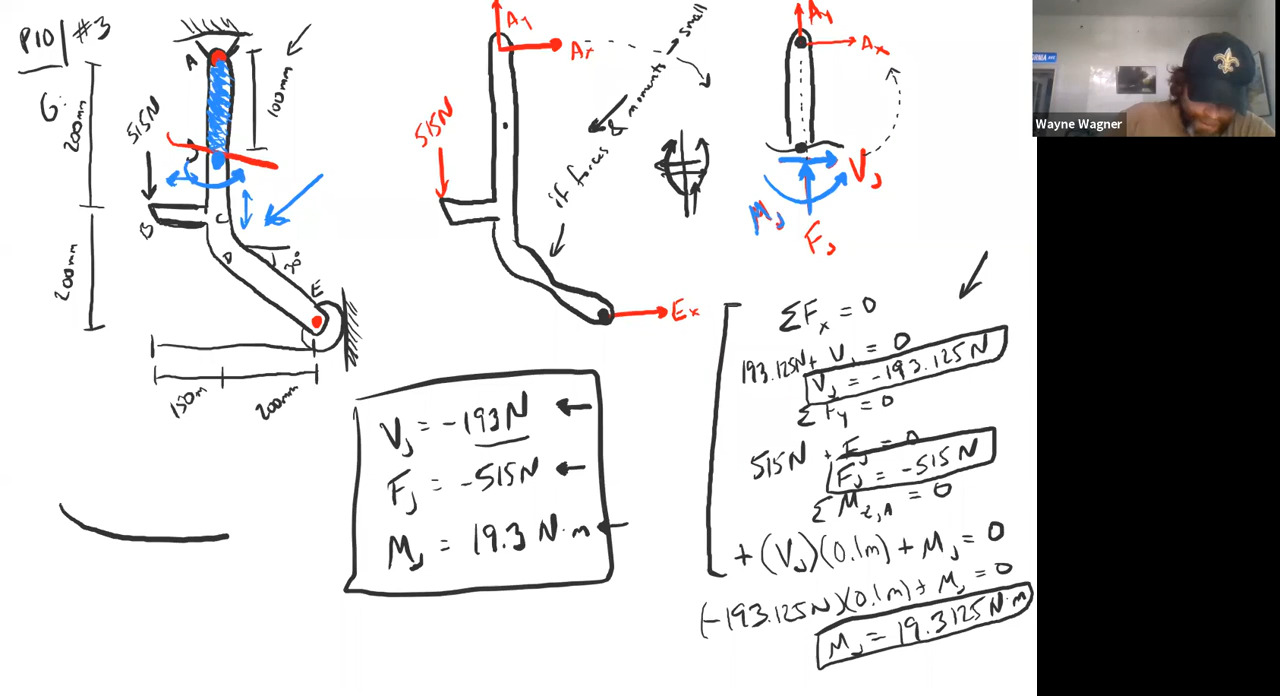 P10 #3
G:
A
100mm
200mm
515N
J
B
C
D
E
200mm
150m
200mm
Ay
Ax
515N
if forces & moments → small
Ex
Ay
Ax
VJ
MJ
FJ
VJ = -193N
FJ = -515N
MJ = 19.3 N·m
ΣFx = 0
193.125N + VJ = 0
VJ = -193.125N
ΣFy = 0
515N + FJ = 0
FJ = -515N
ΣMz,A = 0
+(VJ)(0.1m) + MJ = 0
(-193.125N)(0.1m) + MJ = 0
MJ = 19.3125N·m
Wayne Wagner